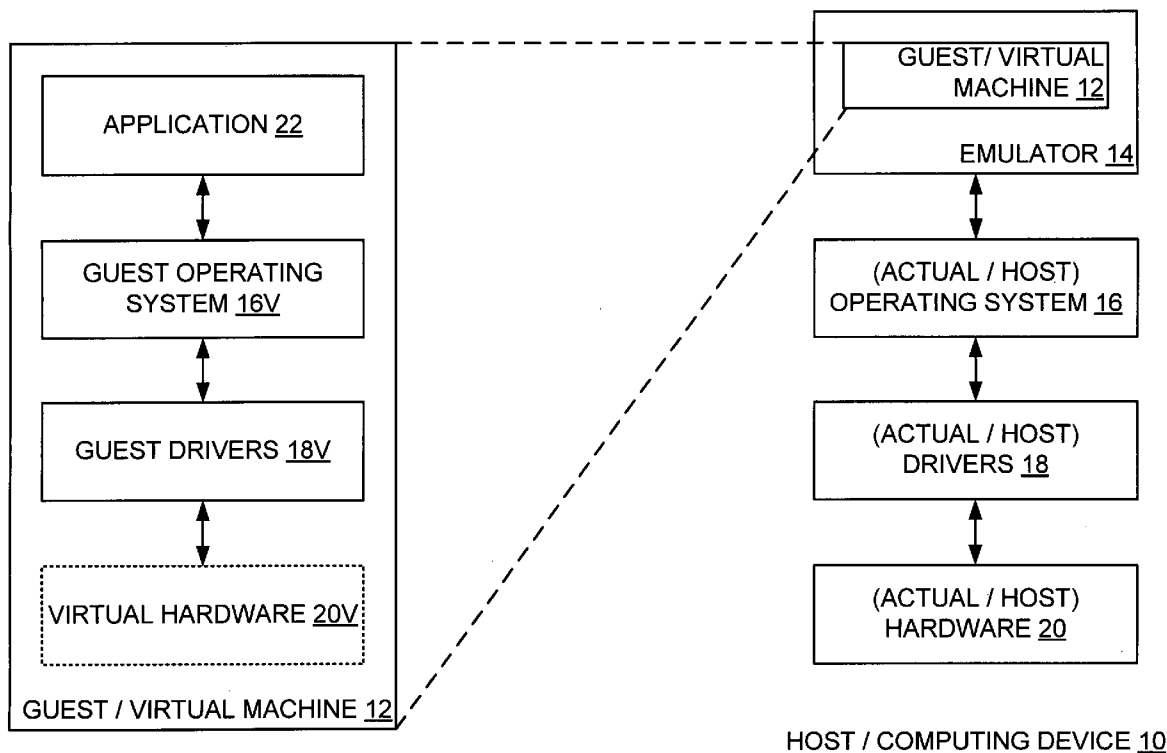 APPLICATION 22
GUEST OPERATING
SYSTEM 16V
GUEST DRIVERS 18V
VIRTUAL HARDWARE 20V
GUEST / VIRTUAL MACHINE 12
GUEST/ VIRTUAL
MACHINE 12
EMULATOR 14
(ACTUAL / HOST)
OPERATING SYSTEM 16
(ACTUAL / HOST)
DRIVERS 18
(ACTUAL / HOST)
HARDWARE 20
HOST / COMPUTING DEVICE 10